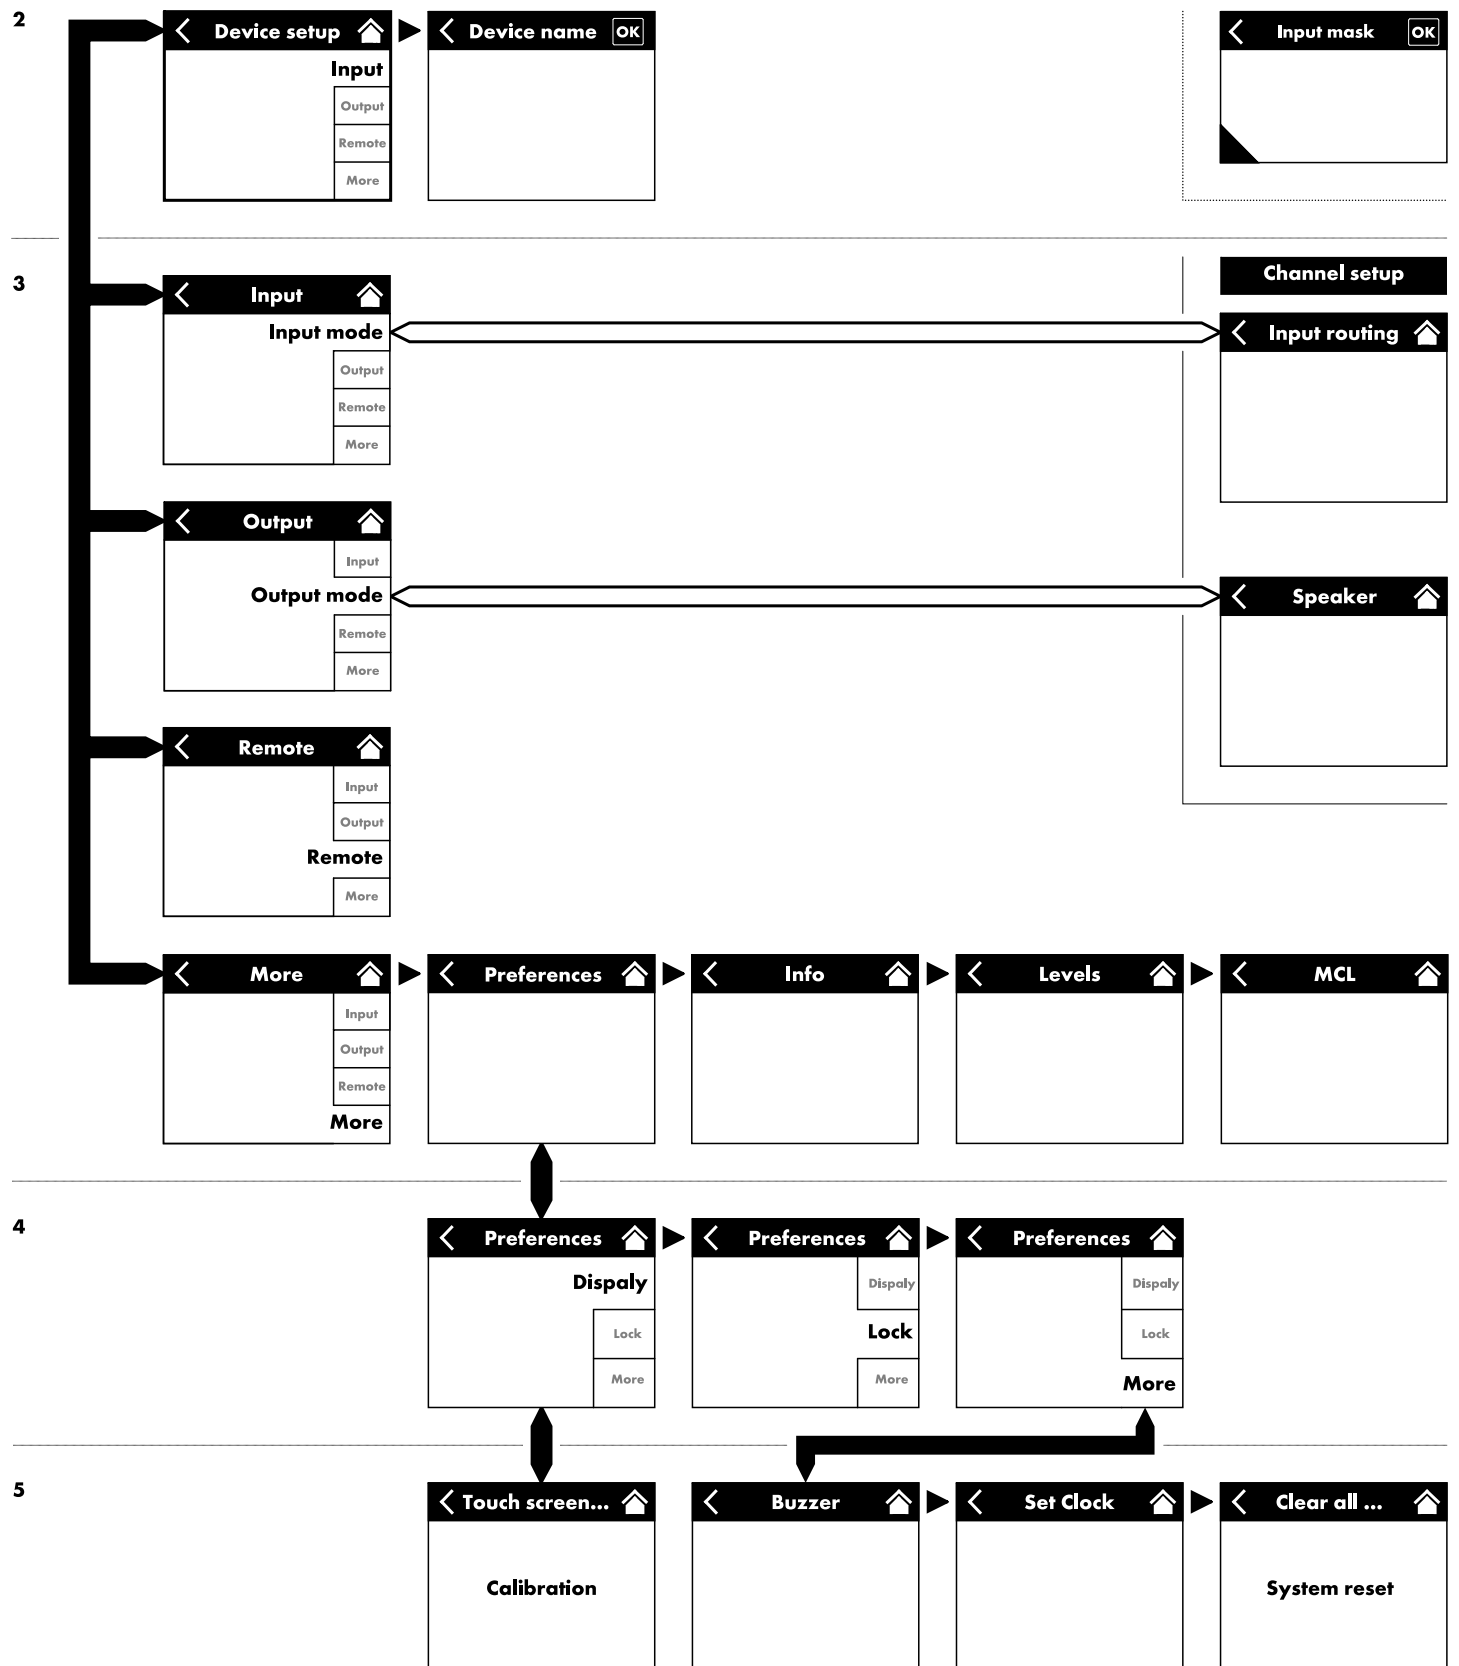 2
Device setup
Input
Output
Remote
More
Device name OK
Input mask OK
3
Input
Input mode
Output
Remote
More
Channel setup
Input routing
Output
Input
Output mode
Remote
More
Speaker
Remote
Input
Output
Remote
More
More
Input
Output
Remote
More
Preferences
Info
Levels
MCL
4
Preferences
Dispaly
Lock
More
Preferences
Dispaly
Lock
More
Preferences
Dispaly
Lock
More
5
Touch screen...
Calibration
Buzzer
Set Clock
Clear all ...
System reset